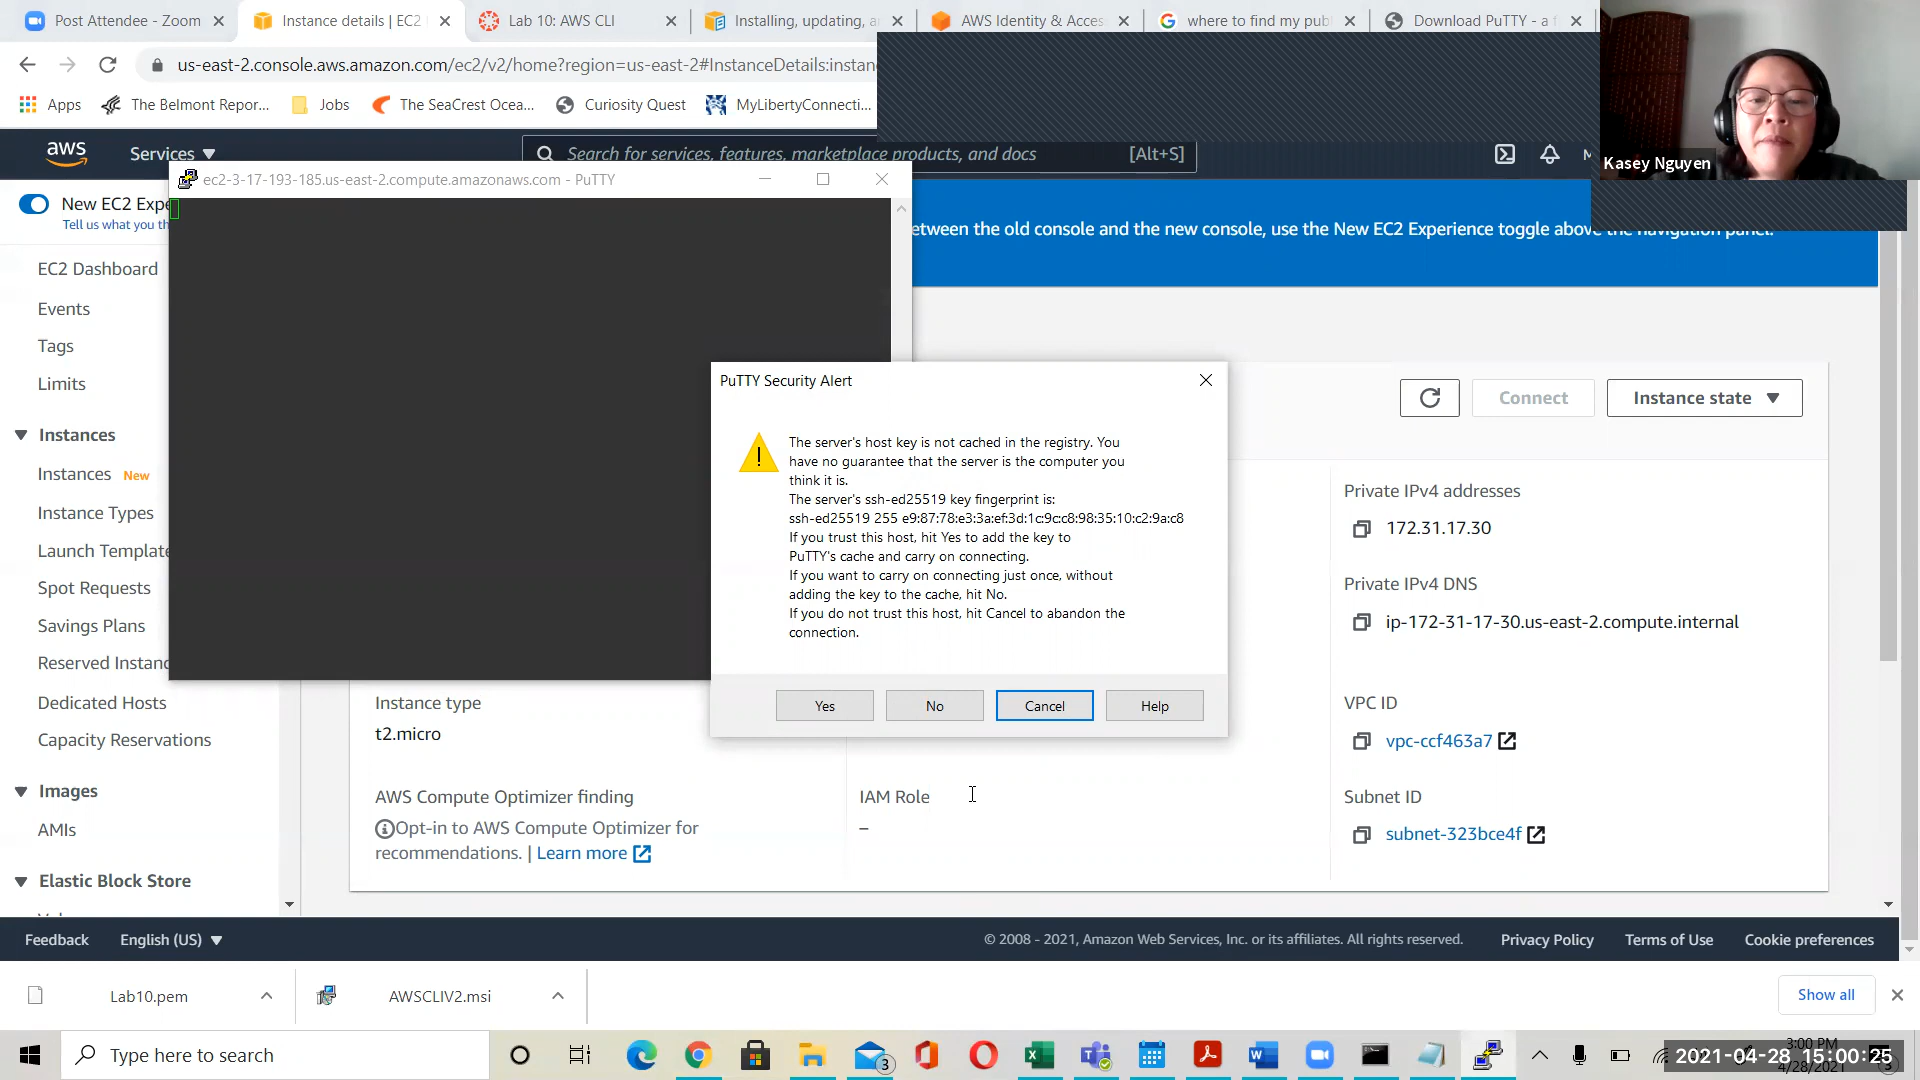 Post Attendee - Zoom
Instance details | EC2
Lab 10: AWS CLI
Installing, updating, a
AWS Identity & Acces
where to find my pub
Download PuTTY - a f
us-east-2.console.aws.amazon.com/ec2/v2/home?region=us-east-2#InstanceDetails:instan
Apps
The Belmont Repor...
Jobs
The SeaCrest Ocea...
Curiosity Quest
MyLibertyConnecti...
Kasey Nguyen
aws
Services
Search for services, features, marketplace products, and docs
[Alt+S]
ec2-3-17-193-185.us-east-2.compute.amazonaws.com - PuTTY
New EC2 Expe
Tell us what you th
etween the old console and the new console, use the New EC2 Experience toggle above the navigation panel.
EC2 Dashboard
Events
Tags
Limits
Instances
Instances New
Instance Types
Launch Template
Spot Requests
Savings Plans
Reserved Instanc
Dedicated Hosts
Capacity Reservations
Images
AMIs
Elastic Block Store
PuTTY Security Alert
The server's host key is not cached in the registry. You
have no guarantee that the server is the computer you
think it is.
The server's ssh-ed25519 key fingerprint is:
ssh-ed25519 255 e9:87:78:e3:3a:ef:3d:1c:9c:c8:98:35:10:c2:9a:c8
If you trust this host, hit Yes to add the key to
PuTTY's cache and carry on connecting.
If you want to carry on connecting just once, without
adding the key to the cache, hit No.
If you do not trust this host, hit Cancel to abandon the
connection.
Yes
No
Cancel
Help
Connect
Instance state
Private IPv4 addresses
172.31.17.30
Private IPv4 DNS
ip-172-31-17-30.us-east-2.compute.internal
VPC ID
vpc-ccf463a7
Subnet ID
subnet-323bce4f
Instance type
t2.micro
AWS Compute Optimizer finding
Opt-in to AWS Compute Optimizer for
recommendations. | Learn more
IAM Role
–
Feedback
English (US)
© 2008 - 2021, Amazon Web Services, Inc. or its affiliates. All rights reserved.
Privacy Policy
Terms of Use
Cookie preferences
Lab10.pem
AWSCLIV2.msi
Show all
Type here to search
3
3:00 PM
4/28/2021
2021-04-28 15:00:25